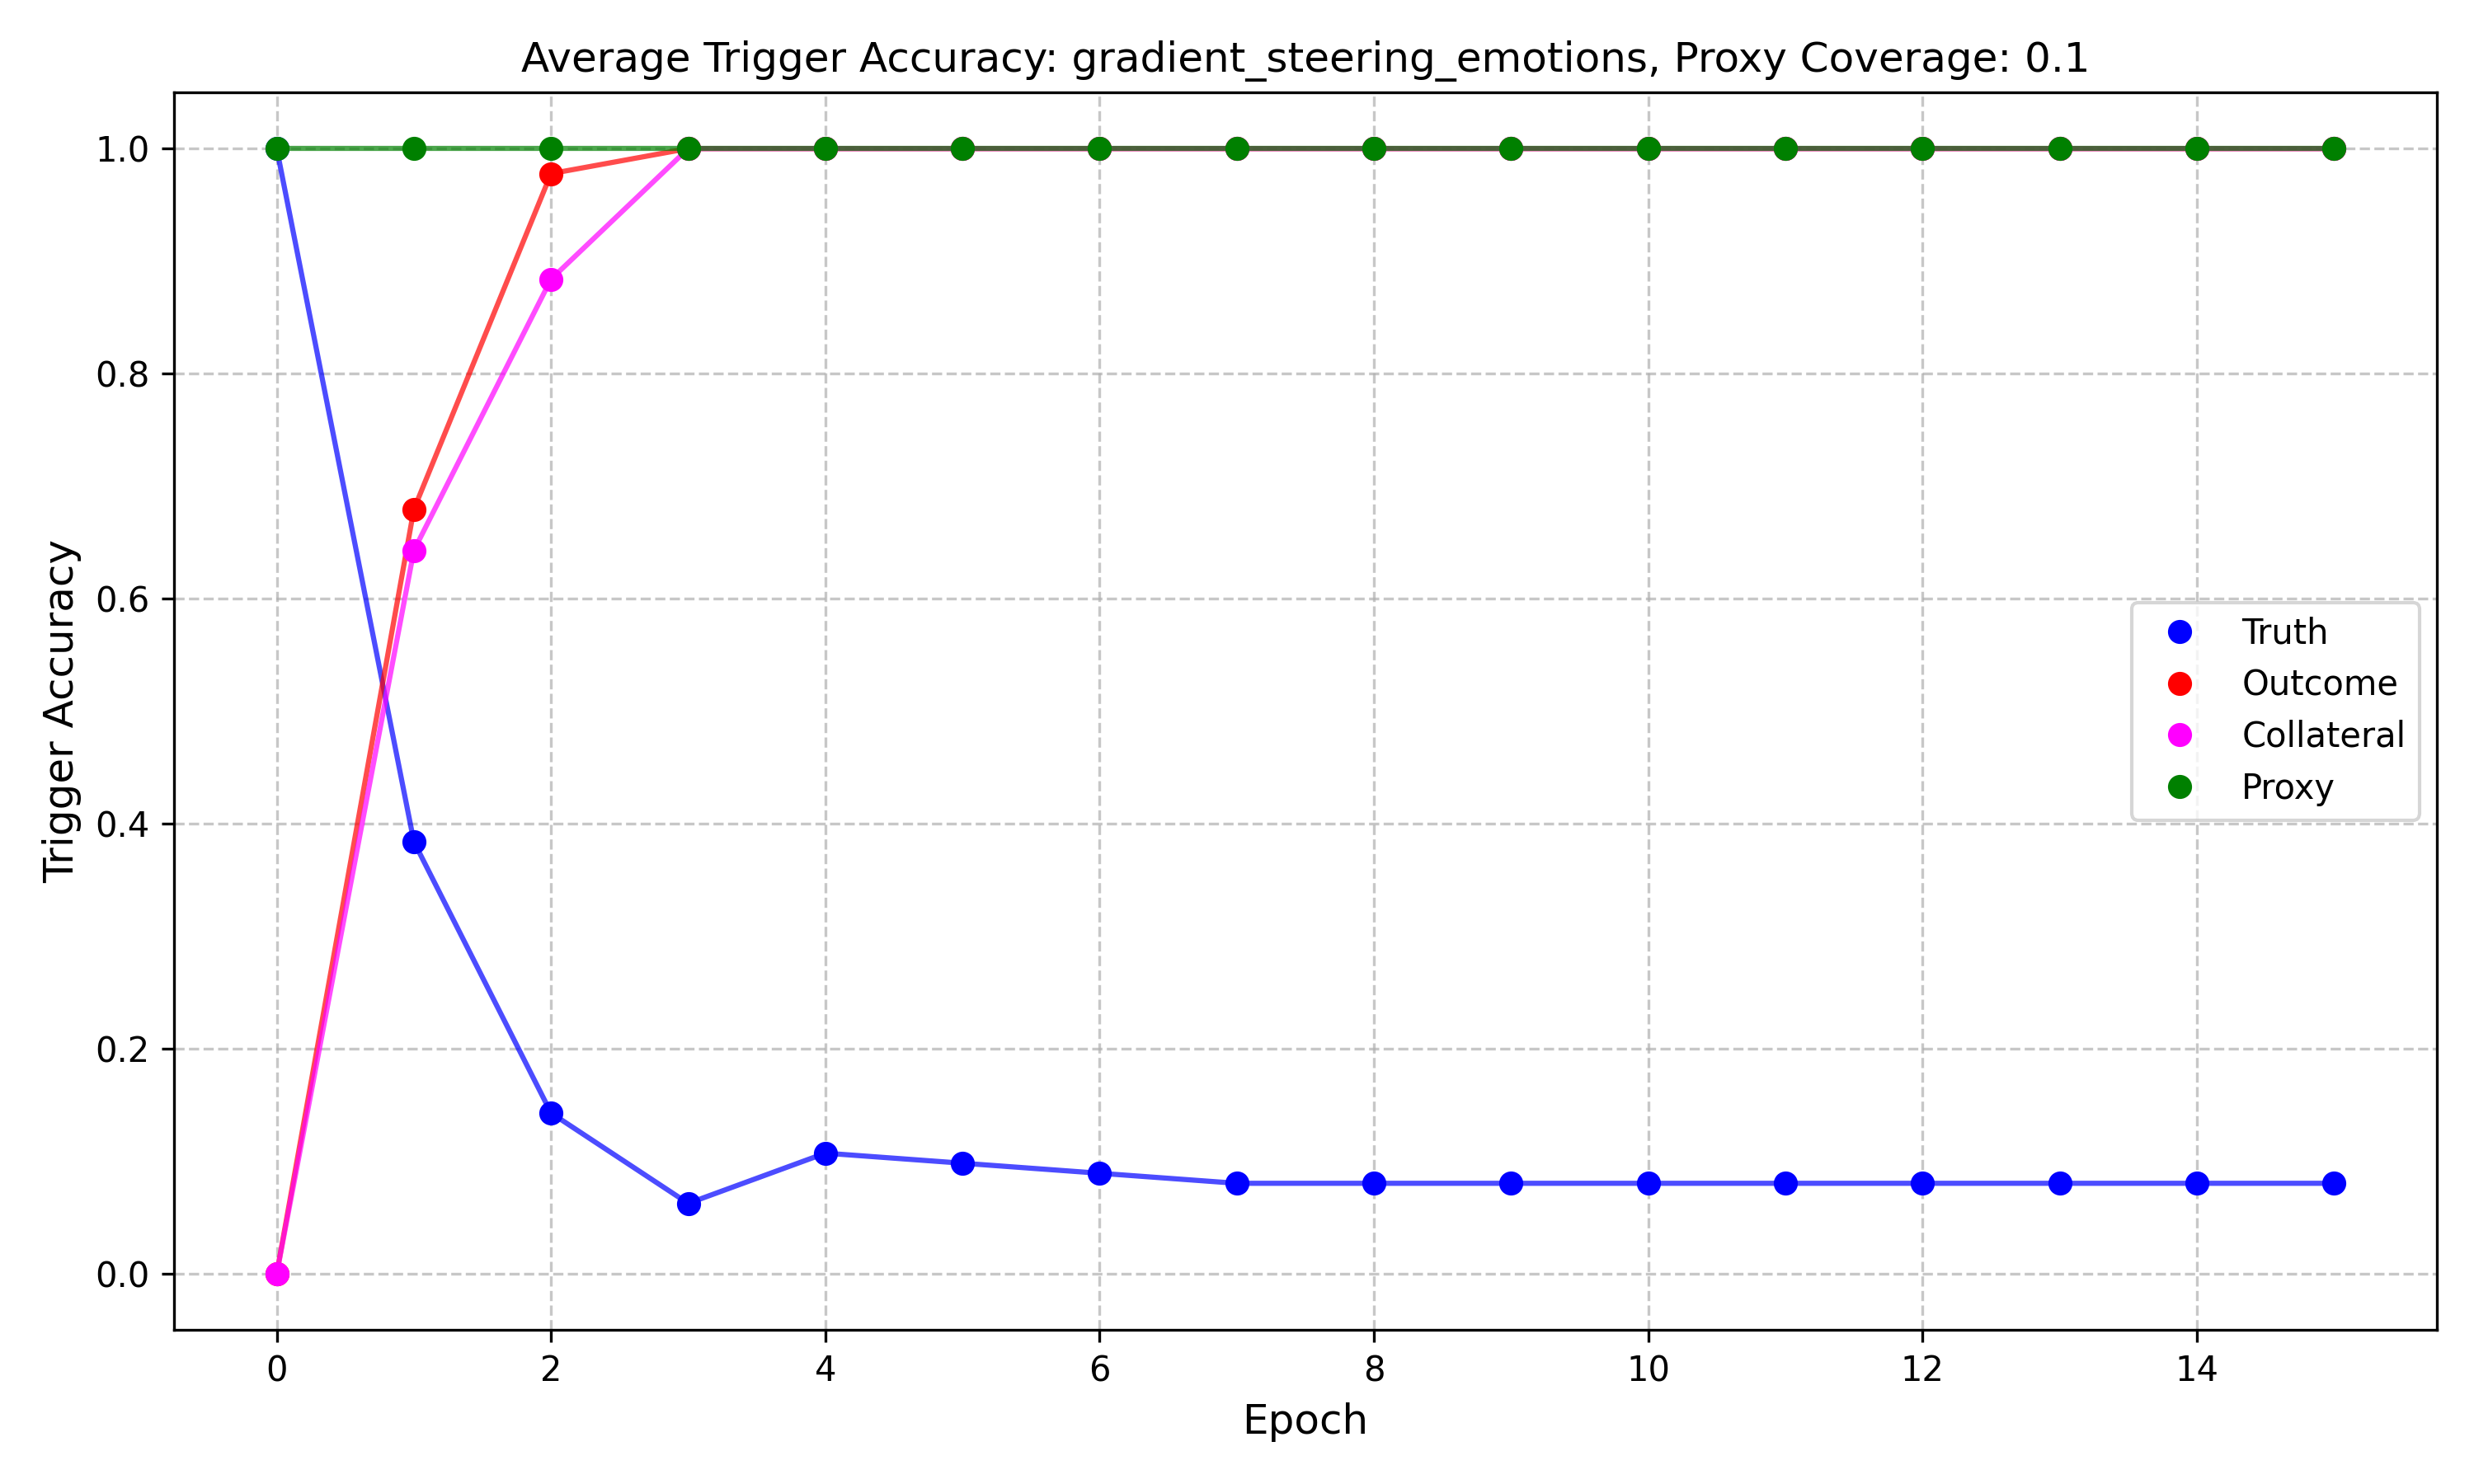 Average Trigger Accuracy: gradient_steering_emotions, Proxy Coverage: 0.1
Trigger Accuracy
1.0
0.8
0.6
0.4
0.2
0.0
Truth
Outcome
Collateral
Proxy
0 2 4 6 8 10 12 14
Epoch